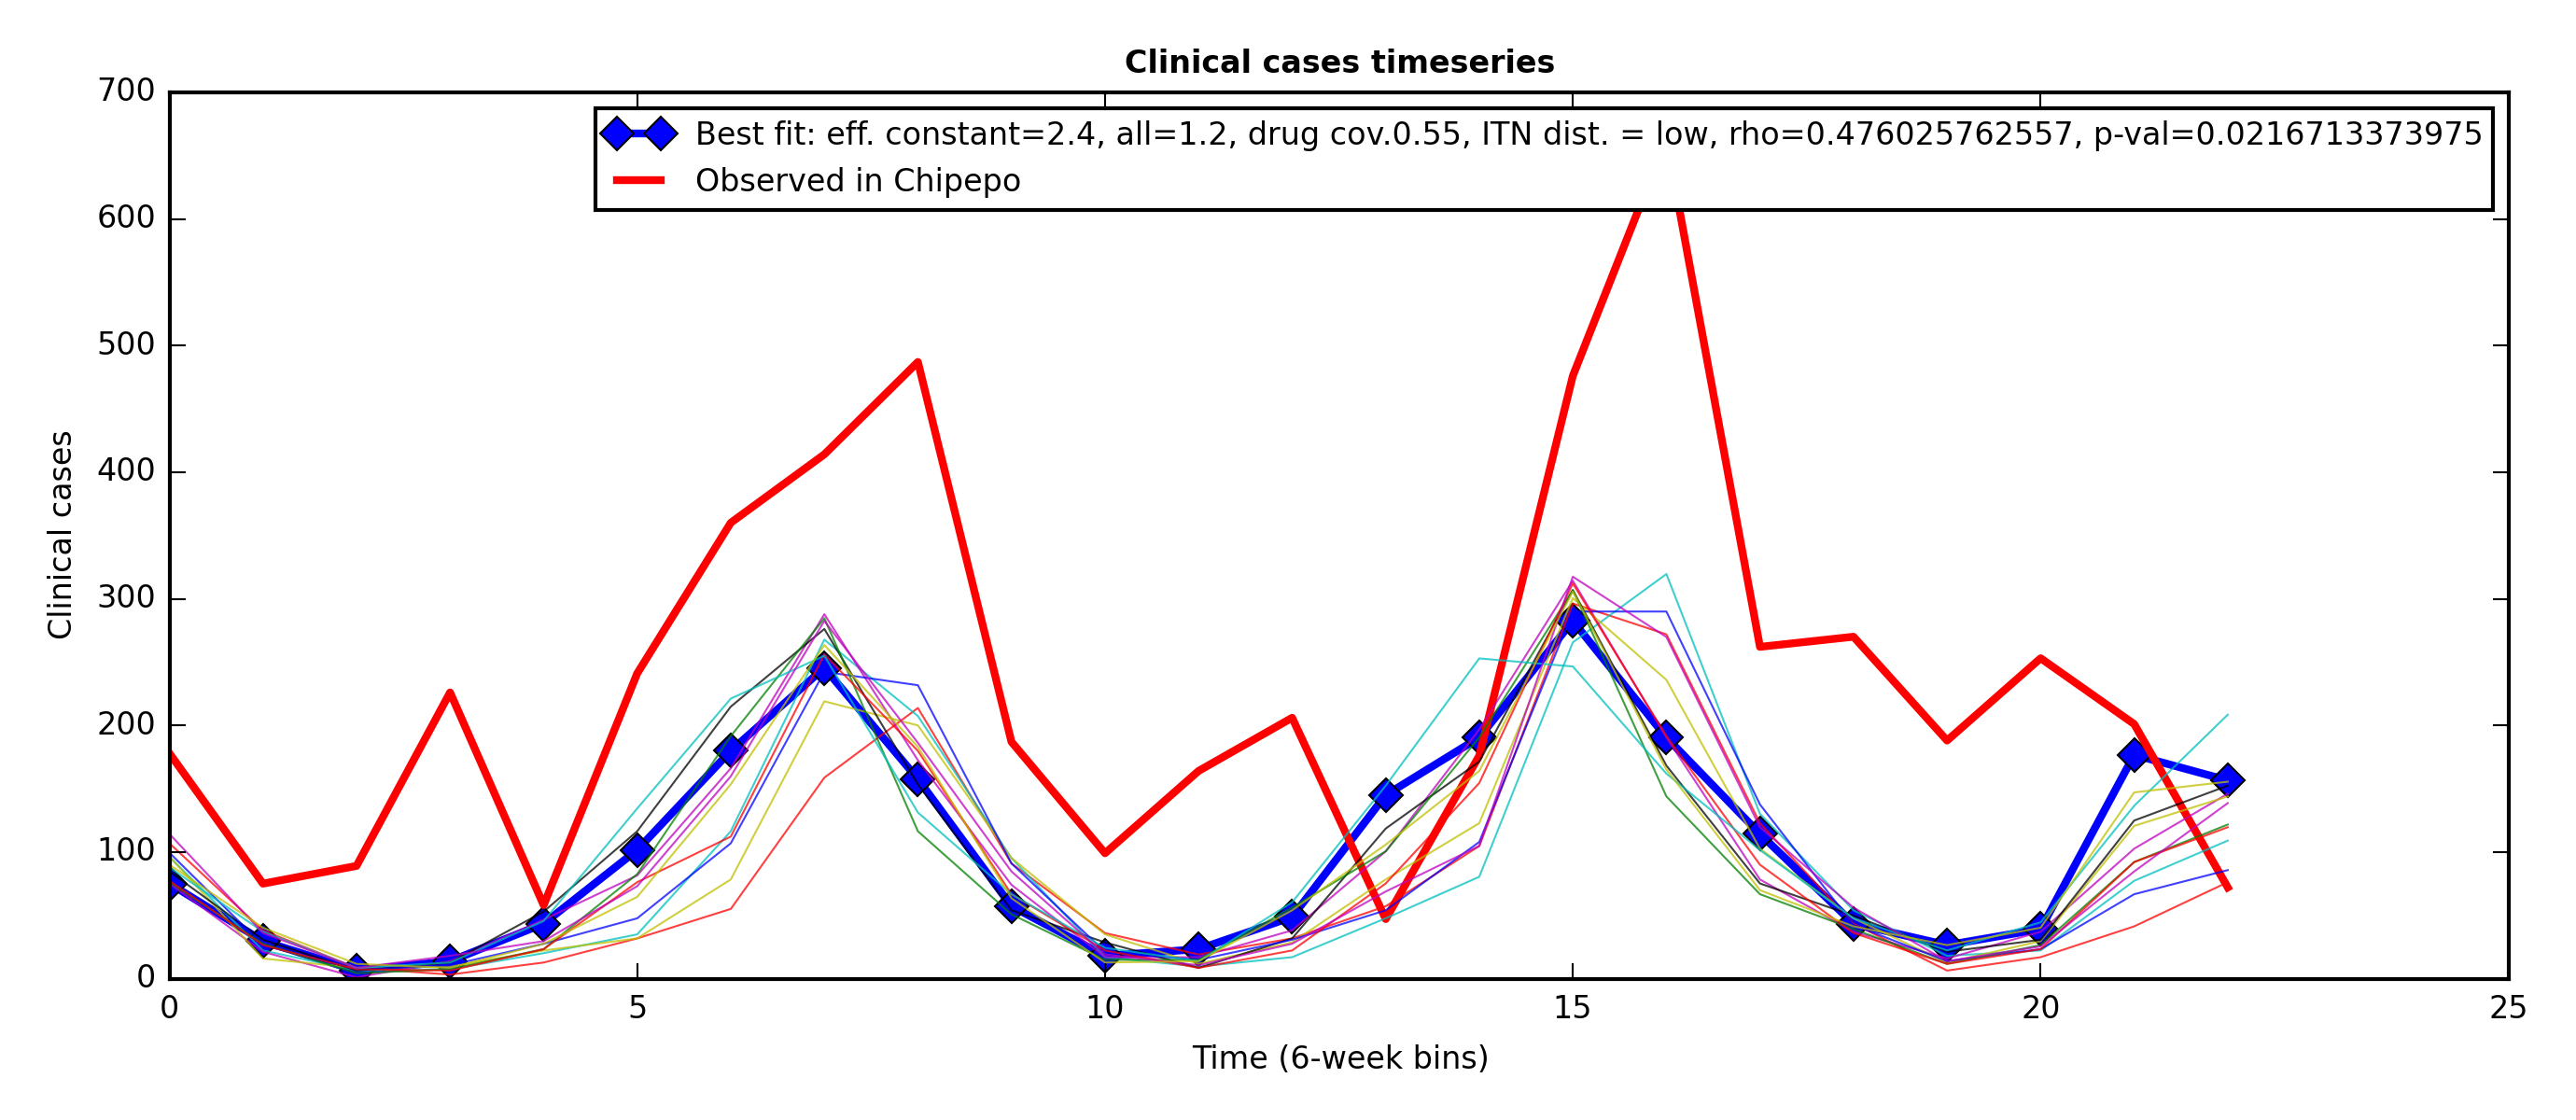 Clinical cases timeseries
700
600
500
400
300
200
100
0
Clinical cases
Best fit: eff. constant=2.4, all=1.2, drug cov.0.55, ITN dist. = low, rho=0.476025762557, p-val=0.0216713373975
Observed in Chipepo
0 5 10 15 20 25
Time (6-week bins)